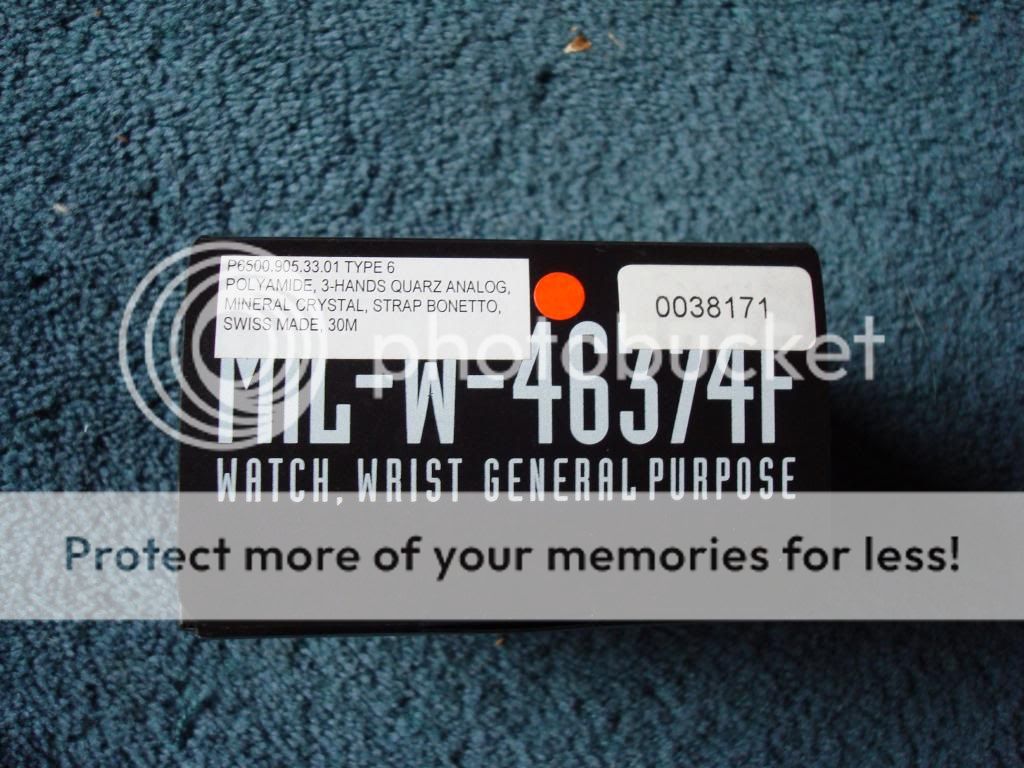 P6500.905.33.01 TYPE 6
POLYAMIDE, 3-HANDS QUARZ ANALOG,
MINERAL CRYSTAL, STRAP BONETTO,
SWISS MADE, 30M
0038171
photobucket
MIL-W-46374F
WATCH, WRIST GENERAL PURPOSE
Protect more of your memories for less!